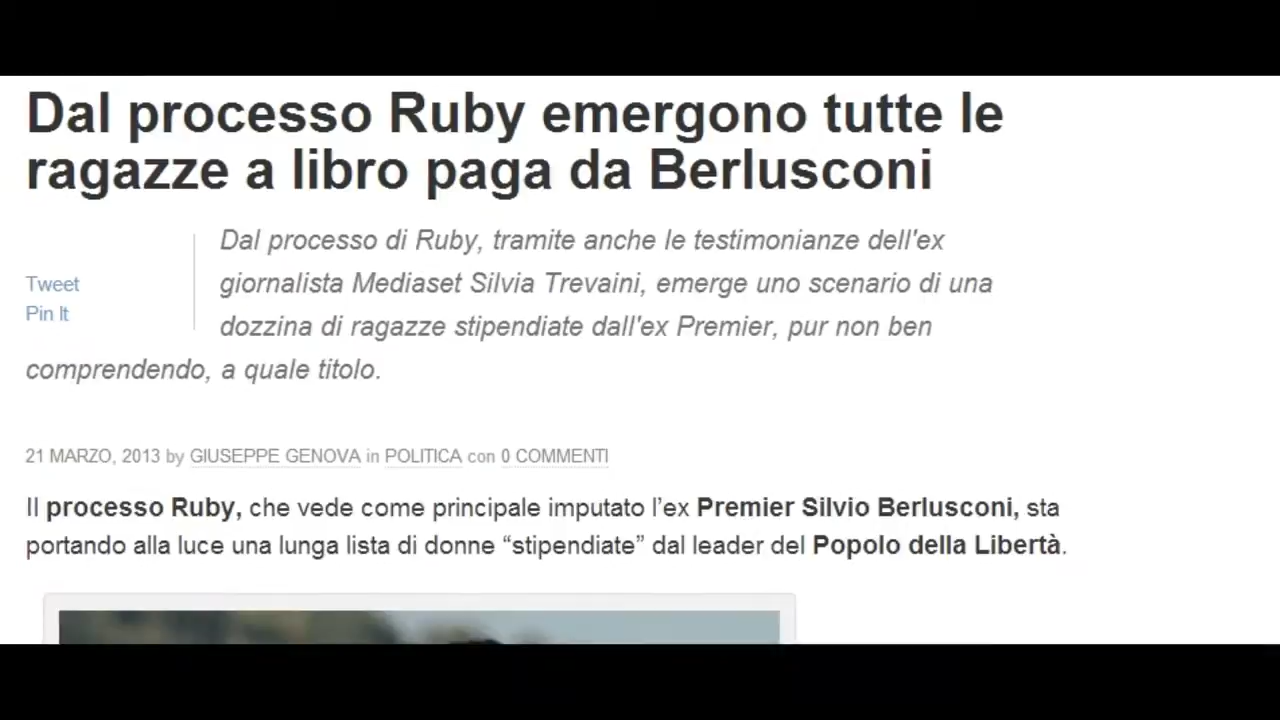 Dal processo Ruby emergono tutte le
ragazze a libro paga da Berlusconi
Dal processo di Ruby, tramite anche le testimonianze dell'ex
giornalista Mediaset Silvia Trevaini, emerge uno scenario di una
dozzina di ragazze stipendiate dall'ex Premier, pur non ben
comprendendo, a quale titolo.
Tweet
Pin It
21 MARZO, 2013 by GIUSEPPE GENOVA in POLITICA con 0 COMMENTI
Il processo Ruby, che vede come principale imputato l’ex Premier Silvio Berlusconi, sta
portando alla luce una lunga lista di donne “stipendiate” dal leader del Popolo della Libertà.